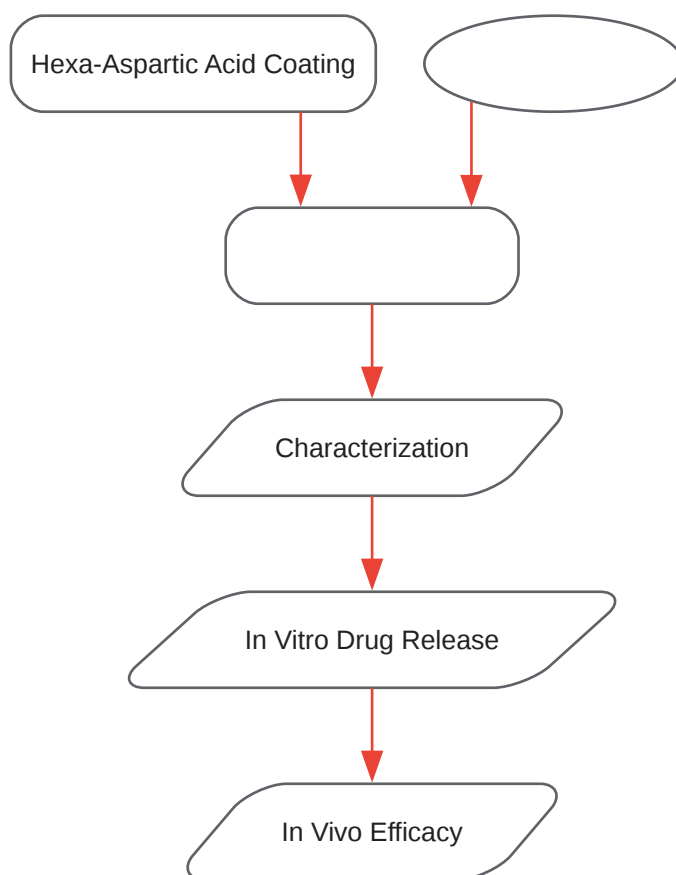 Hexa-Aspartic Acid Coating
Characterization
In Vitro Drug Release
In Vivo Efficacy